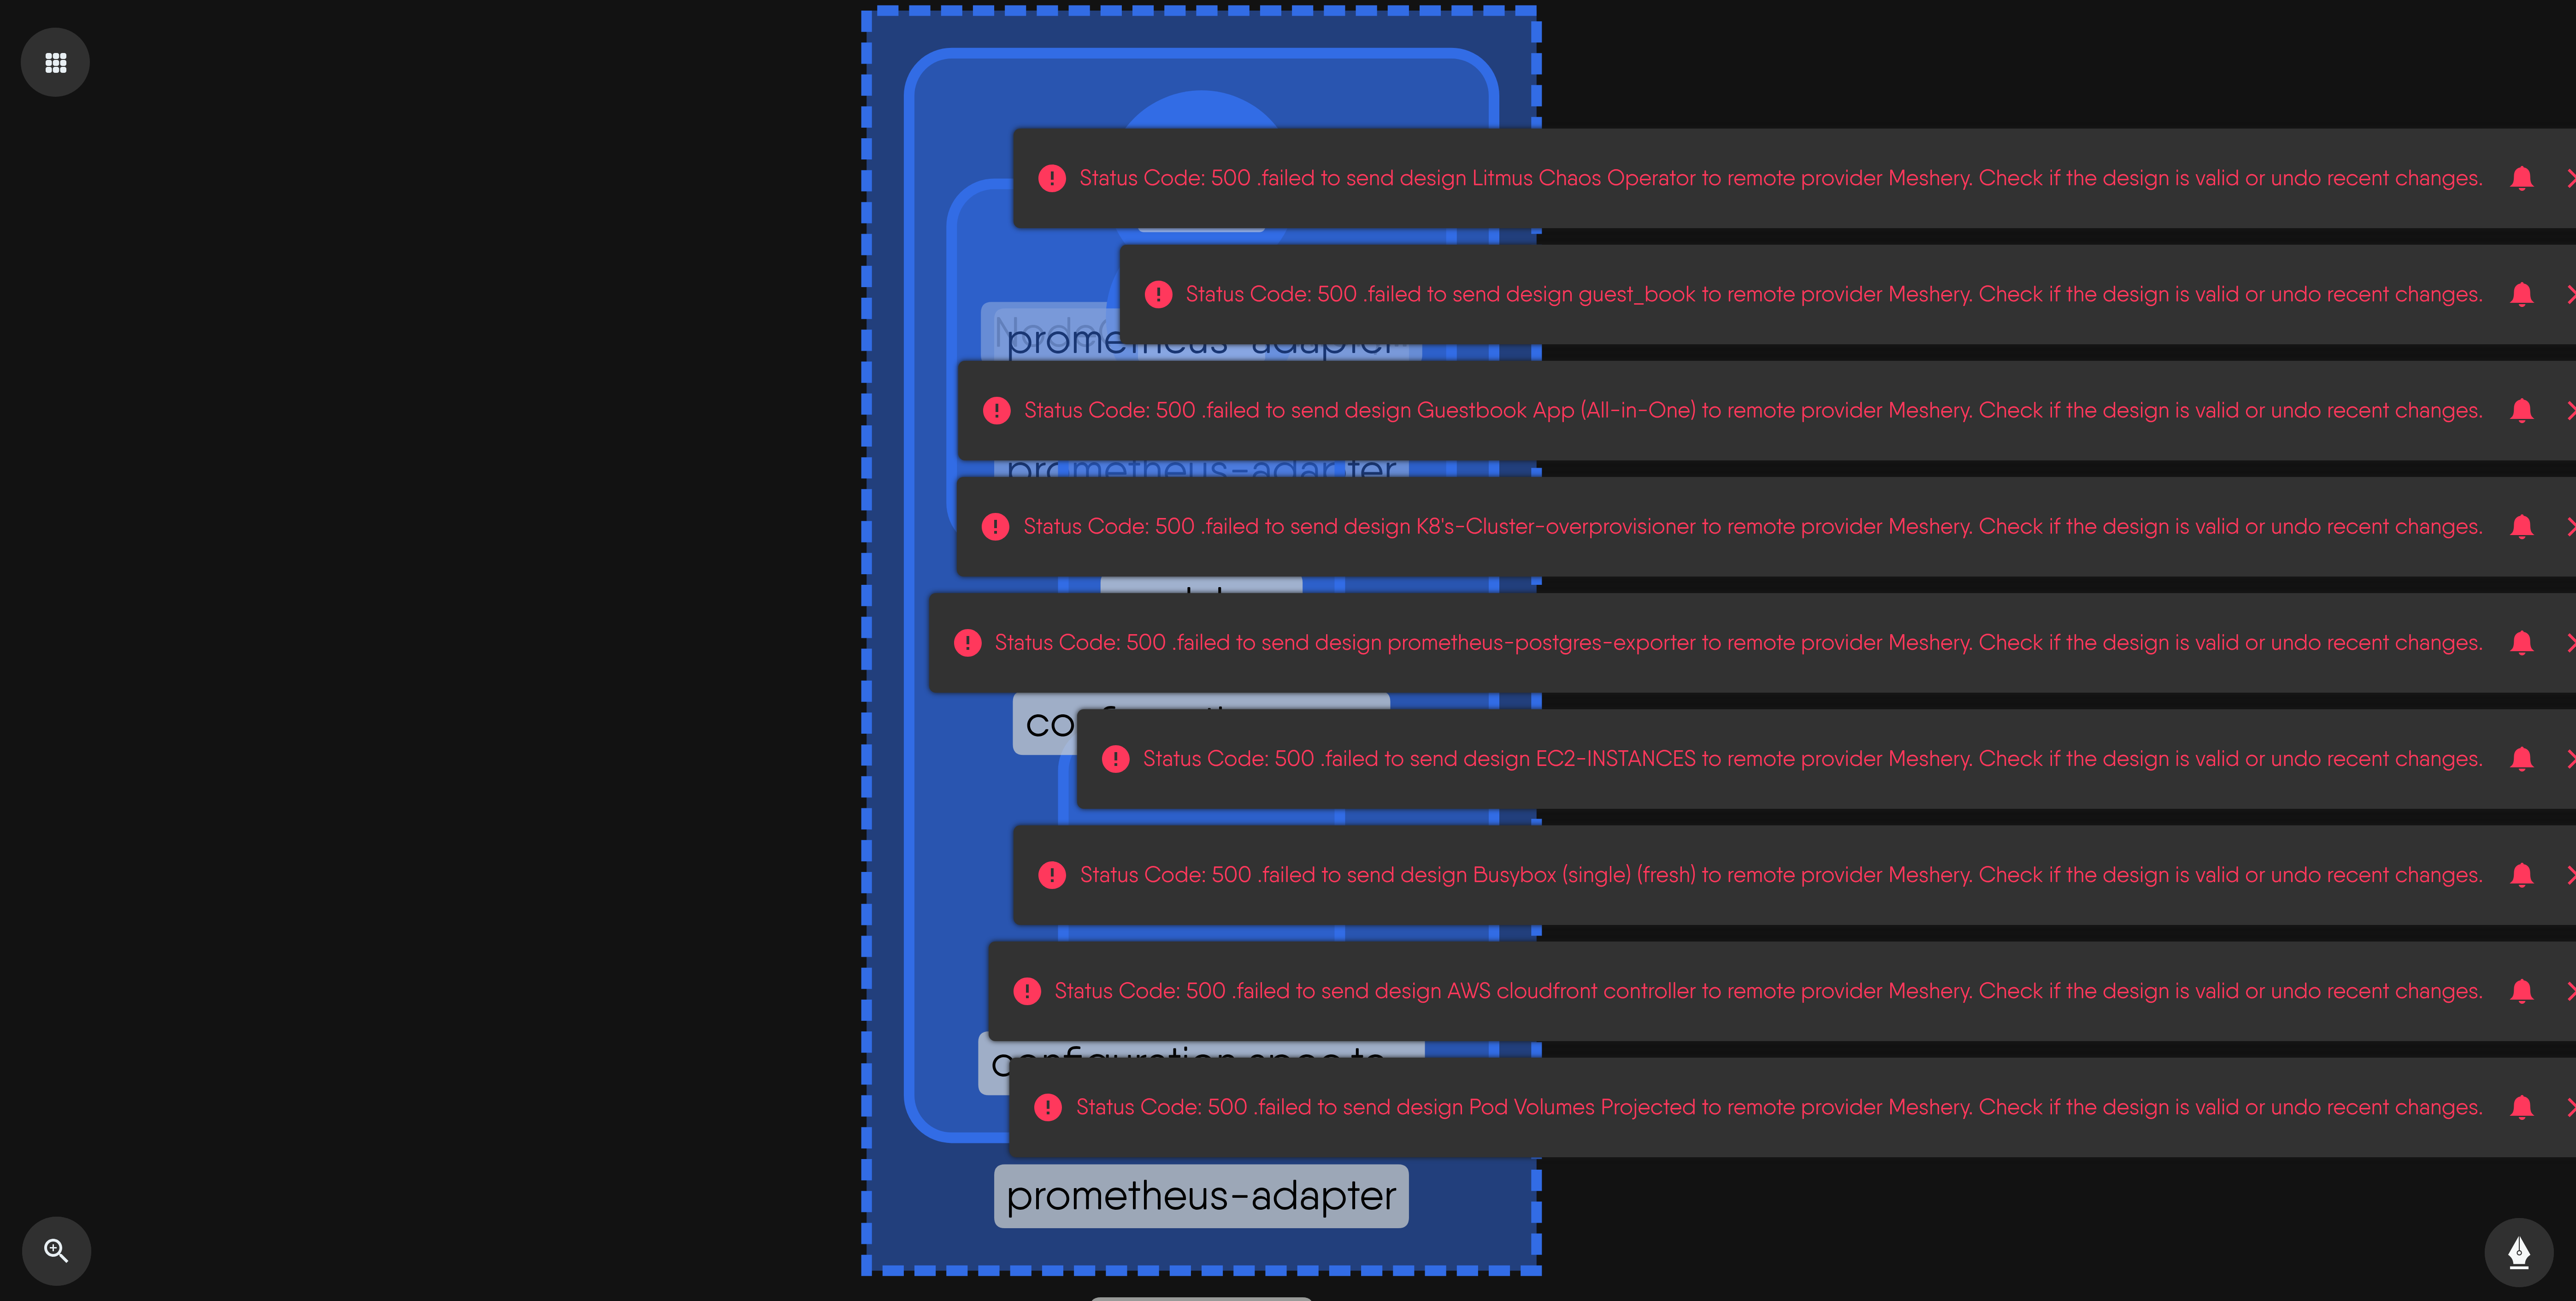 Status Code: 500 .failed to send design Litmus Chaos Operator to remote provider Meshery. Check if the design is valid or undo recent changes.
Status Code: 500 .failed to send design guest_book to remote provider Meshery. Check if the design is valid or undo recent changes.
prometheus-adapter
Status Code: 500 .failed to send design Guestbook App (All-in-One) to remote provider Meshery. Check if the design is valid or undo recent changes.
prometheus-adapter
Status Code: 500 .failed to send design K8's-Cluster-overprovisioner to remote provider Meshery. Check if the design is valid or undo recent changes.
Status Code: 500 .failed to send design prometheus-postgres-exporter to remote provider Meshery. Check if the design is valid or undo recent changes.
Status Code: 500 .failed to send design EC2-INSTANCES to remote provider Meshery. Check if the design is valid or undo recent changes.
Status Code: 500 .failed to send design Busybox (single) (fresh) to remote provider Meshery. Check if the design is valid or undo recent changes.
Status Code: 500 .failed to send design AWS cloudfront controller to remote provider Meshery. Check if the design is valid or undo recent changes.
Status Code: 500 .failed to send design Pod Volumes Projected to remote provider Meshery. Check if the design is valid or undo recent changes.
prometheus-adapter